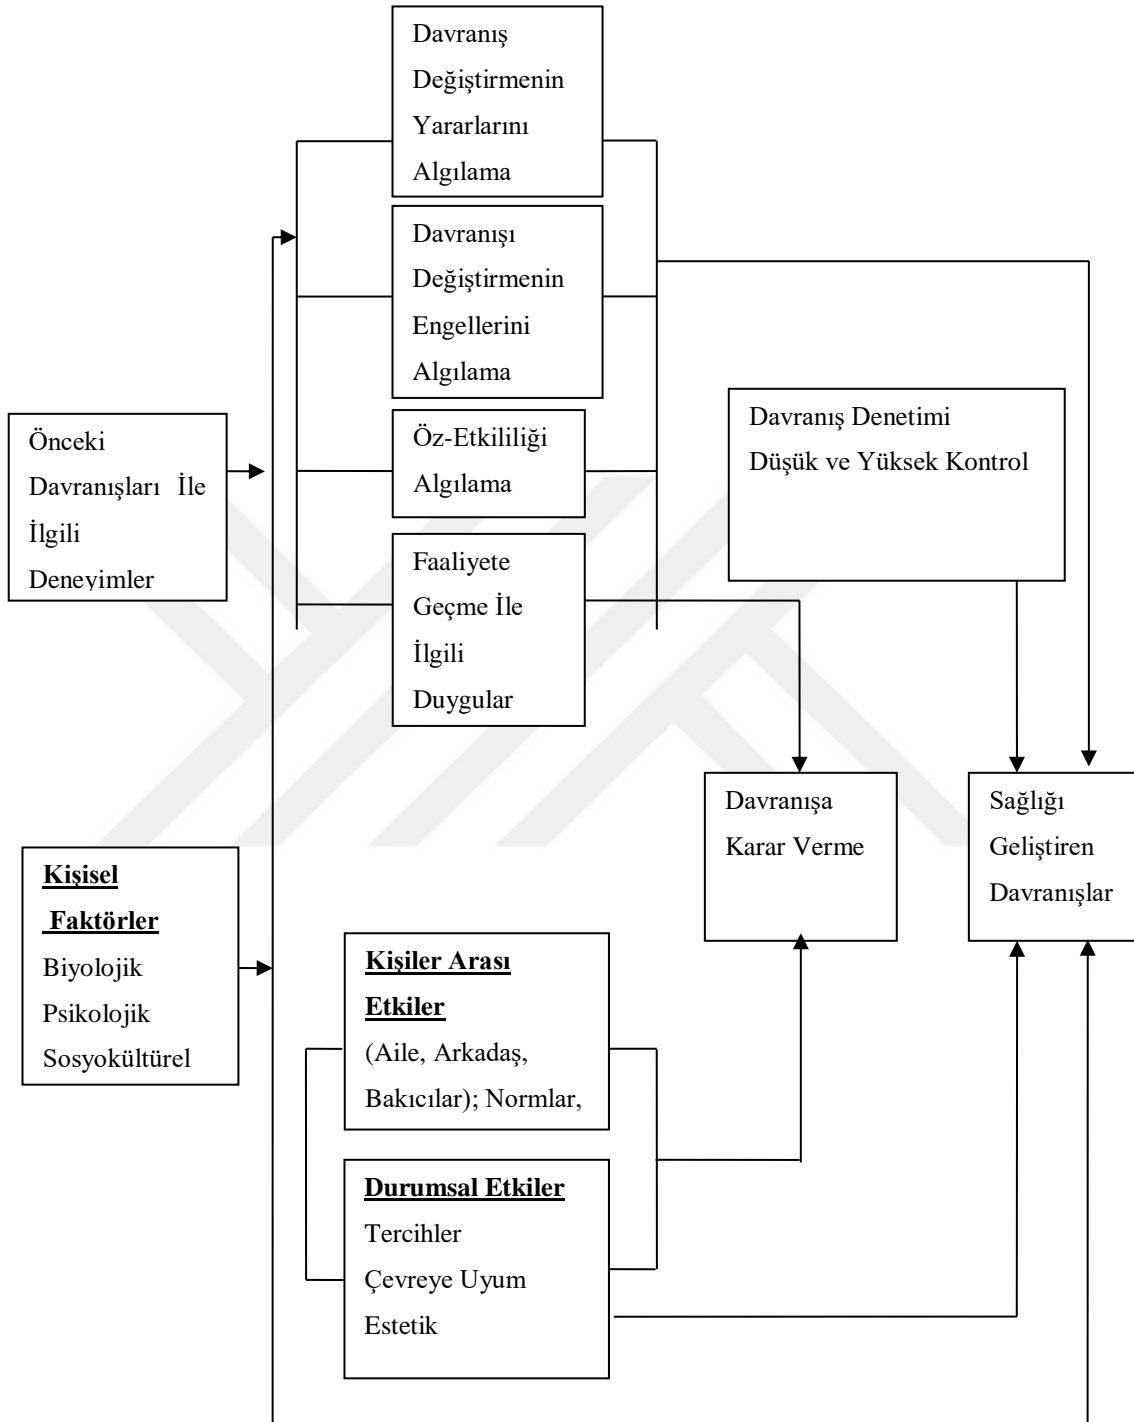 Davranış
Değiştirmenin
Yararlarını
Algılama
Davranışı
Değiştirmenin
Engellerini
Algılama
Davranış Denetimi
Düşük ve Yüksek Kontrol
Önceki
Davranışları İle
İlgili
Deneyimler
Öz-Etkililiği
Algılama
Faaliyete
Geçme İle
İlgili
Duygular
Davranışa
Karar Verme
Sağlığı
Geliştiren
Davranışlar
Kişisel
Faktörler
Biyolojik
Psikolojik
Sosyokültürel
Kişiler Arası
Etkiler
(Aile, Arkadaş,
Bakıcılar); Normlar,
Durumsal Etkiler
Tercihler
Çevreye Uyum
Estetik